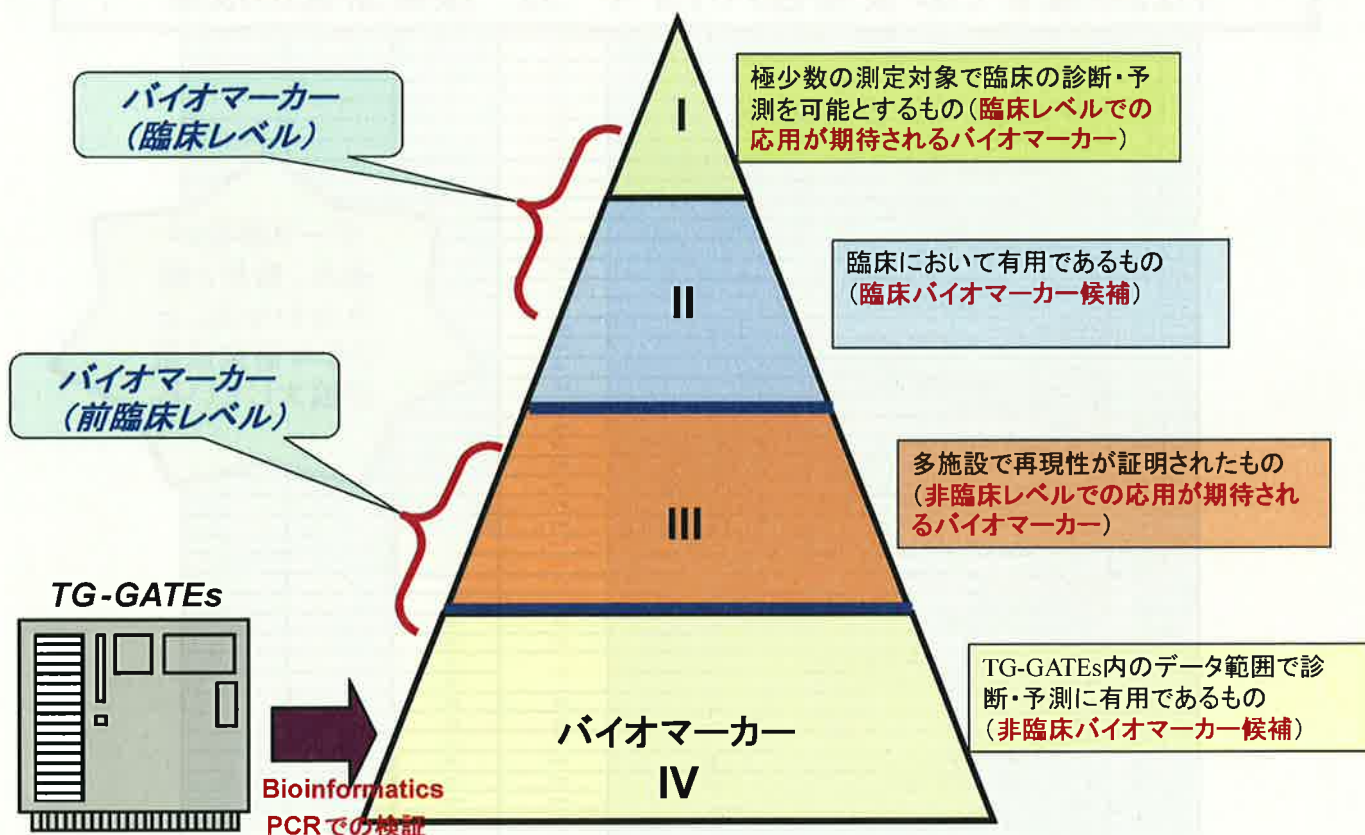 バイオマーカー
（臨床レベル）
I
極少数の測定対象で臨床の診断・予
測を可能とするもの（臨床レベルでの
応用が期待されるバイオマーカー）
II
臨床において有用であるもの
（臨床バイオマーカー候補）
バイオマーカー
（前臨床レベル）
III
多施設で再現性が証明されたもの
（非臨床レベルでの応用が期待され
るバイオマーカー）
TG-GATEs
Bioinformatics
PCRでの検証
バイオマーカー
IV
TG-GATEs内のデータ範囲で診
断・予測に有用であるもの
（非臨床バイオマーカー候補）